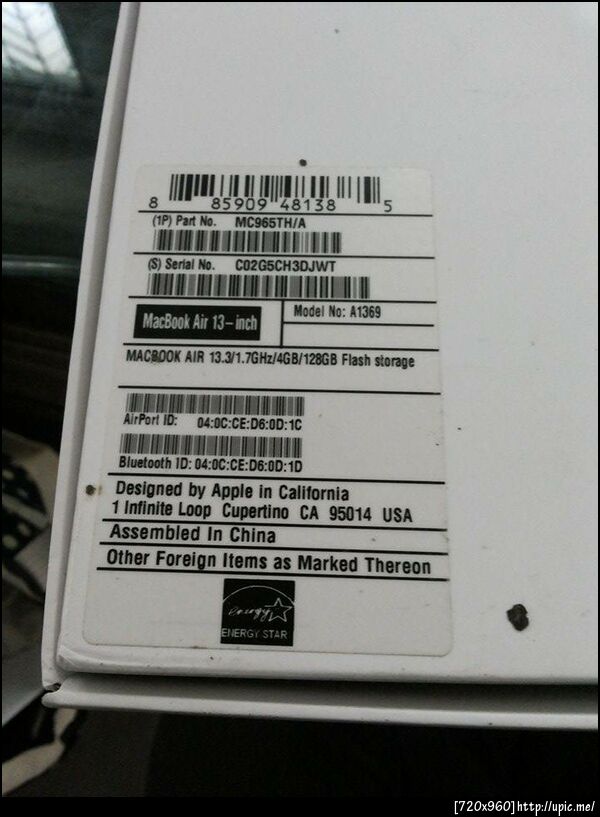 8 85909 48138 5
(1P) Part No. MC965TH/A
(S) Serial No. C02G5CH3DJWT
MacBook Air 13-inch
Model No: A1369
MACBOOK AIR 13.3/1.7GHz/4GB/128GB Flash storage
AirPort ID: 04:0C:CE:D6:0D:1C
Bluetooth ID: 04:0C:CE:D6:0D:1D
Designed by Apple in California
1 Infinite Loop Cupertino CA 95014 USA
Assembled In China
Other Foreign Items as Marked Thereon
energy
ENERGY STAR
[720x960]http://upic.me/